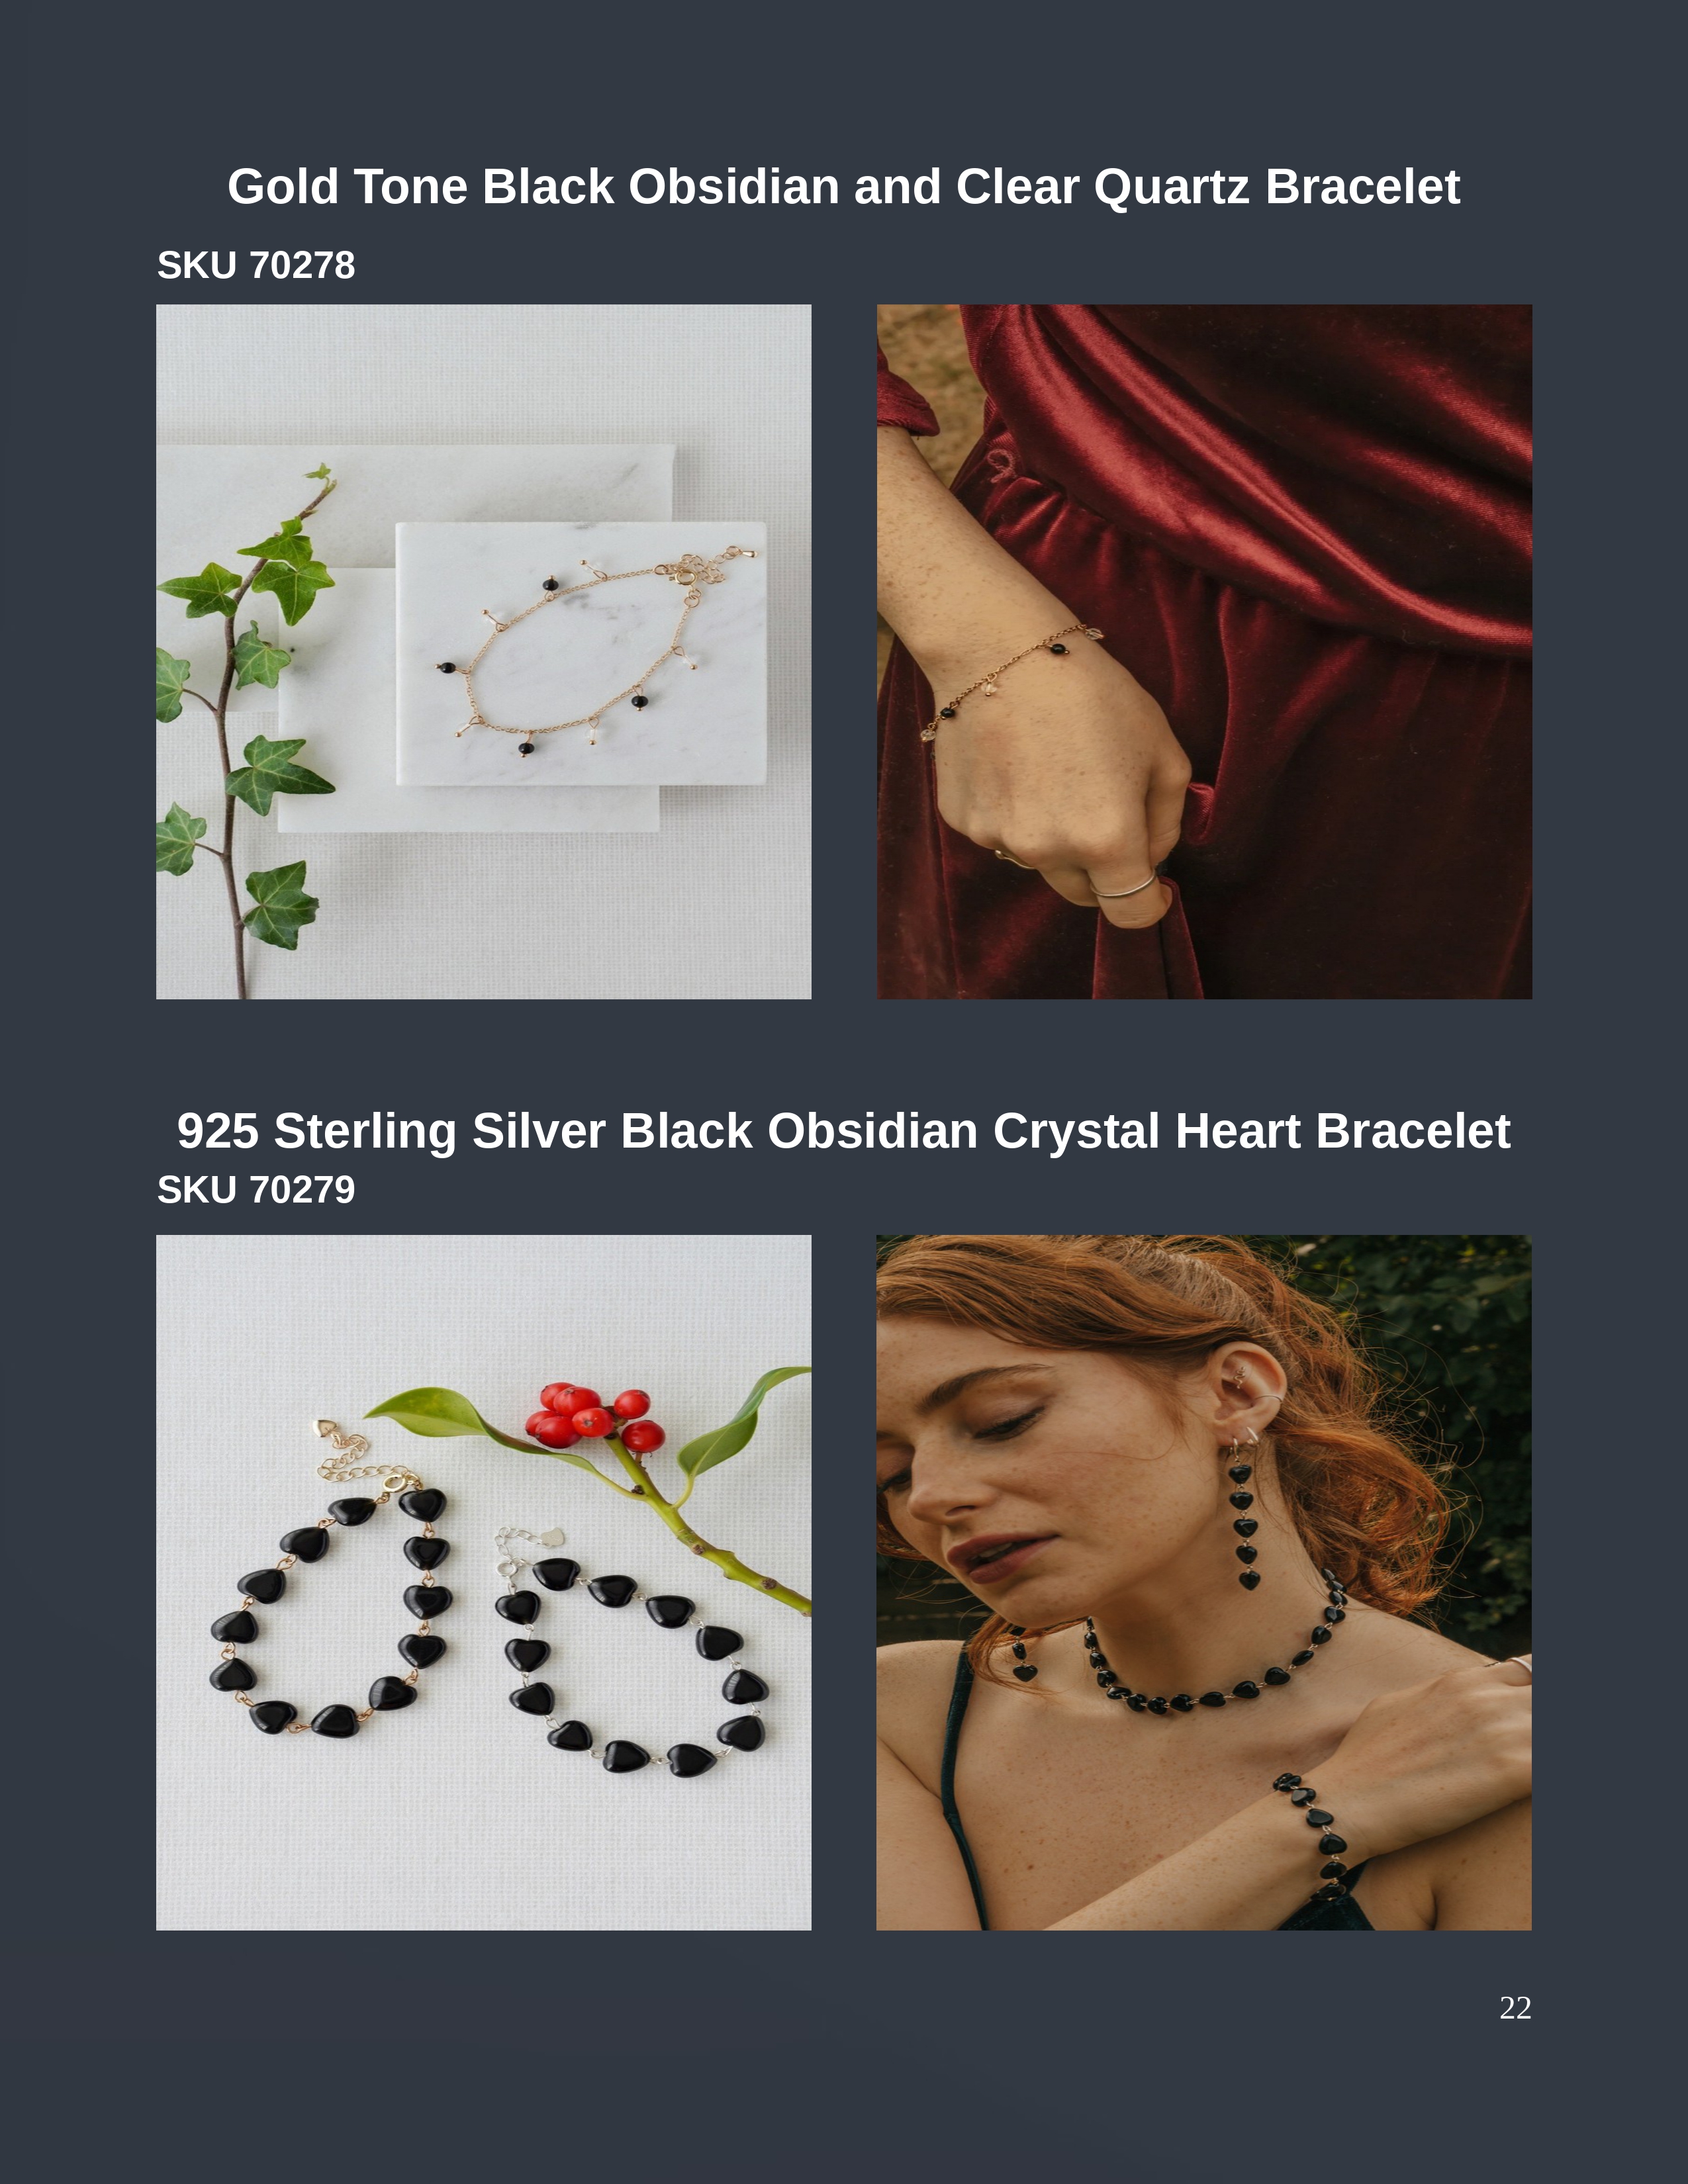 Gold Tone Black Obsidian and Clear Quartz Bracelet
SKU 70278
925 Sterling Silver Black Obsidian Crystal Heart Bracelet
SKU 70279
22